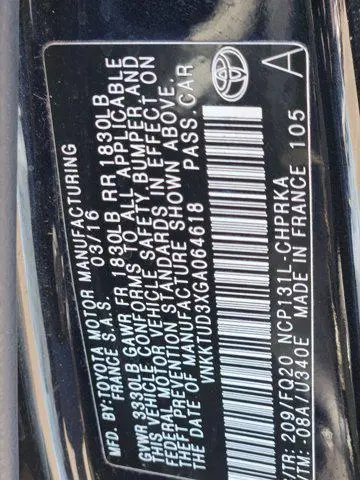 MFD. BY:TOYOTA MOTOR MANUFACTURING
FRANCE S.A.S. 03/16
GVWR 3330LB GAWR FR 1830LB RR 1830LB
THIS VEHICLE CONFORMS TO ALL APPLICABLE
FEDERAL MOTOR VEHICLE SAFETY,BUMPER,AND
THEFT PREVENTION STANDARDS IN EFFECT ON
THE DATE OF MANUFACTURE SHOWN ABOVE.
VNKKTUD3XGA064618 PASS.CAR
C/TR: 209/FQ20 NCP131L-CHPRKA A
/TM: -08A/U340E MADE IN FRANCE 105